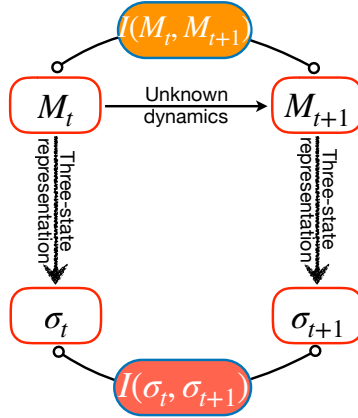 I(M_t, M_{t+1})
M_t
Unknown
dynamics
M_{t+1}
Three-state
representation
Three-state
representation
σ_t
σ_{t+1}
I(σ_t, σ_{t+1})